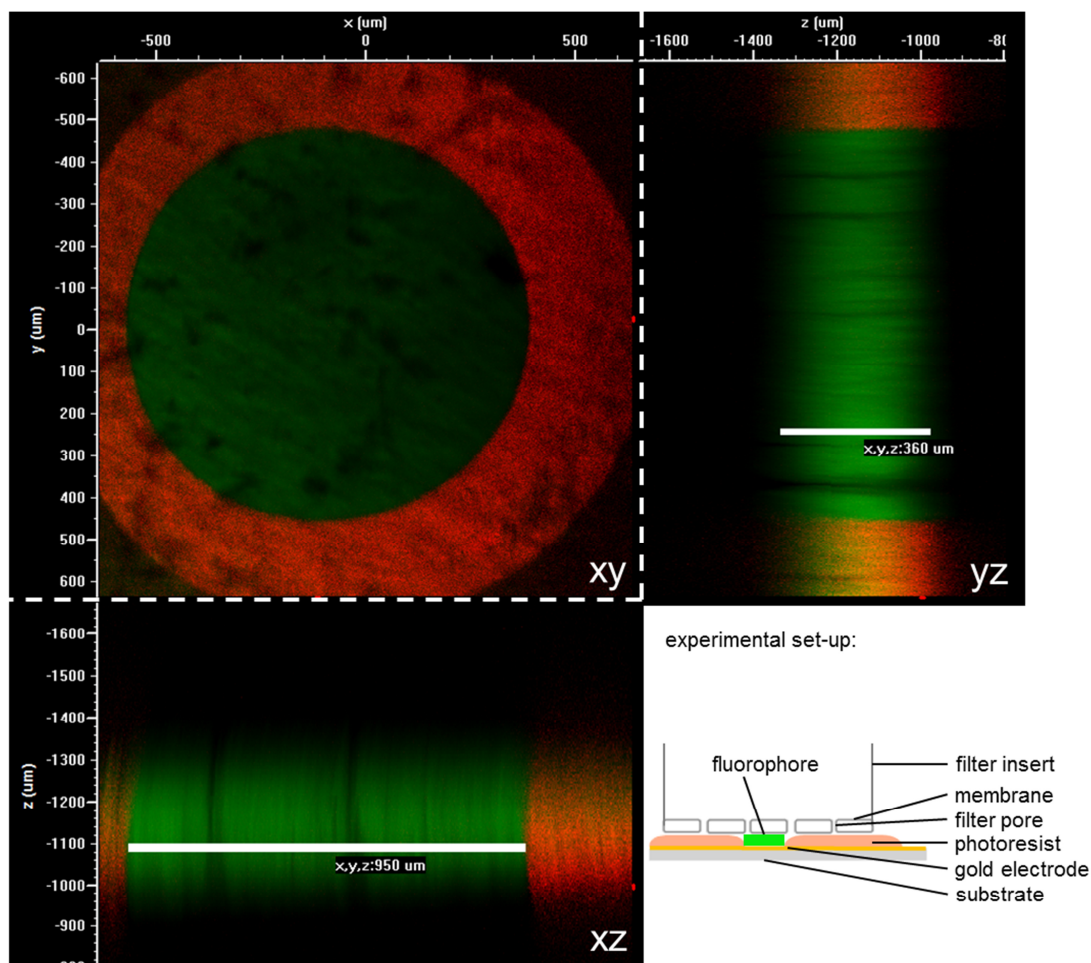 x (um)
-500 0 500
y (um)
-600
-500
-400
-300
-200
-100
0
100
200
300
400
500
600
xy
z (um)
-1600 -1400 -1200 -1000
x,y,z:360 um
yz
z (um)
-1600
-1500
-1400
-1300
-1200
-1100
-1000
-900
x,y,z:950 um
xz
experimental set-up:
fluorophore
filter insert
membrane
filter pore
photoresist
gold electrode
substrate